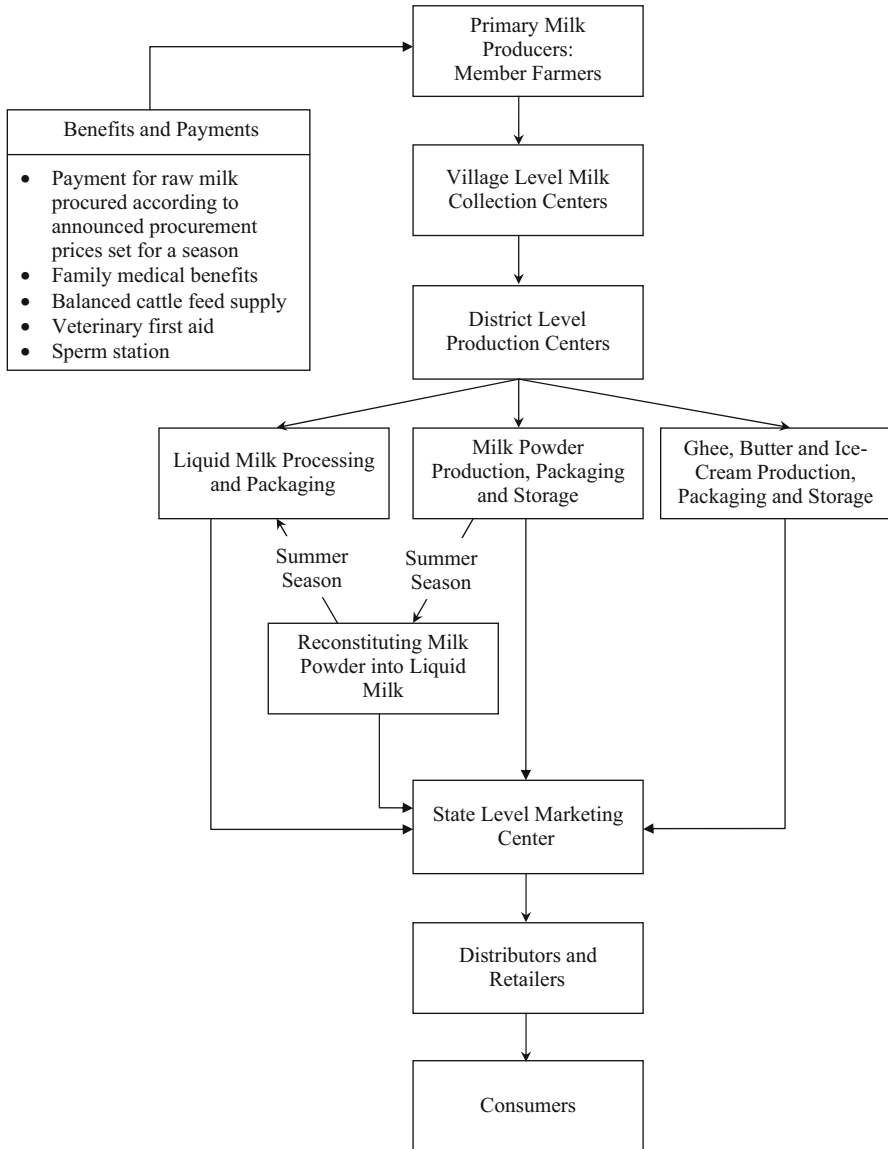 Primary Milk
Producers:
Member Farmers
Benefits and Payments
• Payment for raw milk
procured according to
announced procurement
prices set for a season
• Family medical benefits
• Balanced cattle feed supply
• Veterinary first aid
• Sperm station
Village Level Milk
Collection Centers
District Level
Production Centers
Liquid Milk Processing
and Packaging
Milk Powder
Production, Packaging
and Storage
Ghee, Butter and Ice-
Cream Production,
Packaging and Storage
Summer
Season
Summer
Season
Reconstituting Milk
Powder into Liquid
Milk
State Level Marketing
Center
Distributors and
Retailers
Consumers